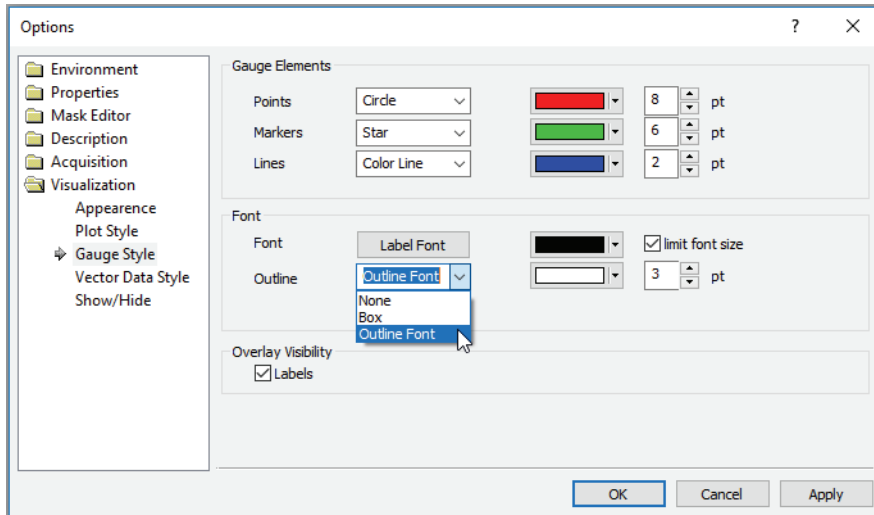 Options ?
Environment
Properties
Mask Editor
Description
Acquisition
Visualization
Appearence
Plot Style
Gauge Style
Vector Data Style
Show/Hide
Gauge Elements
Points Circle 8 pt
Markers Star 6 pt
Lines Color Line 2 pt
Font
Font Label Font limit font size
Outline Outline Font 3 pt
None
Box
Outline Font
Overlay Visibility
Labels
OK Cancel Apply